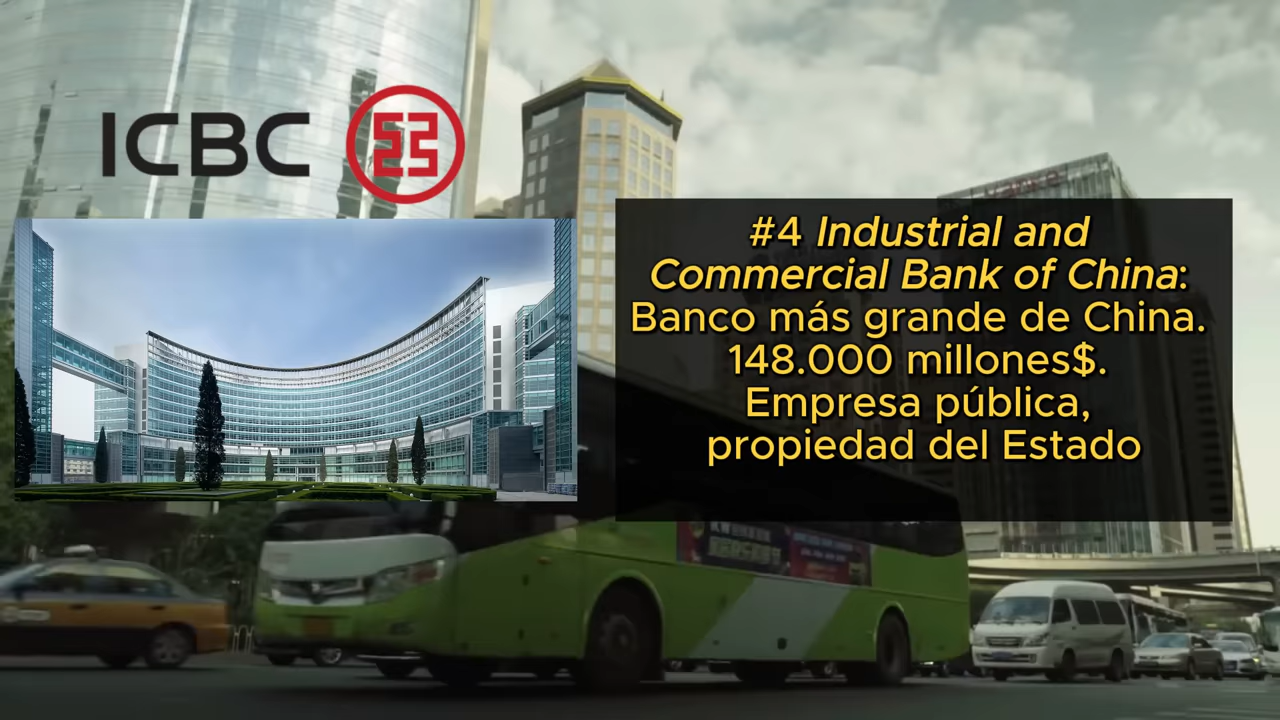 ICBC
#4 Industrial and
Commercial Bank of China:
Banco más grande de China.
148.000 millones$.
Empresa pública,
propiedad del Estado